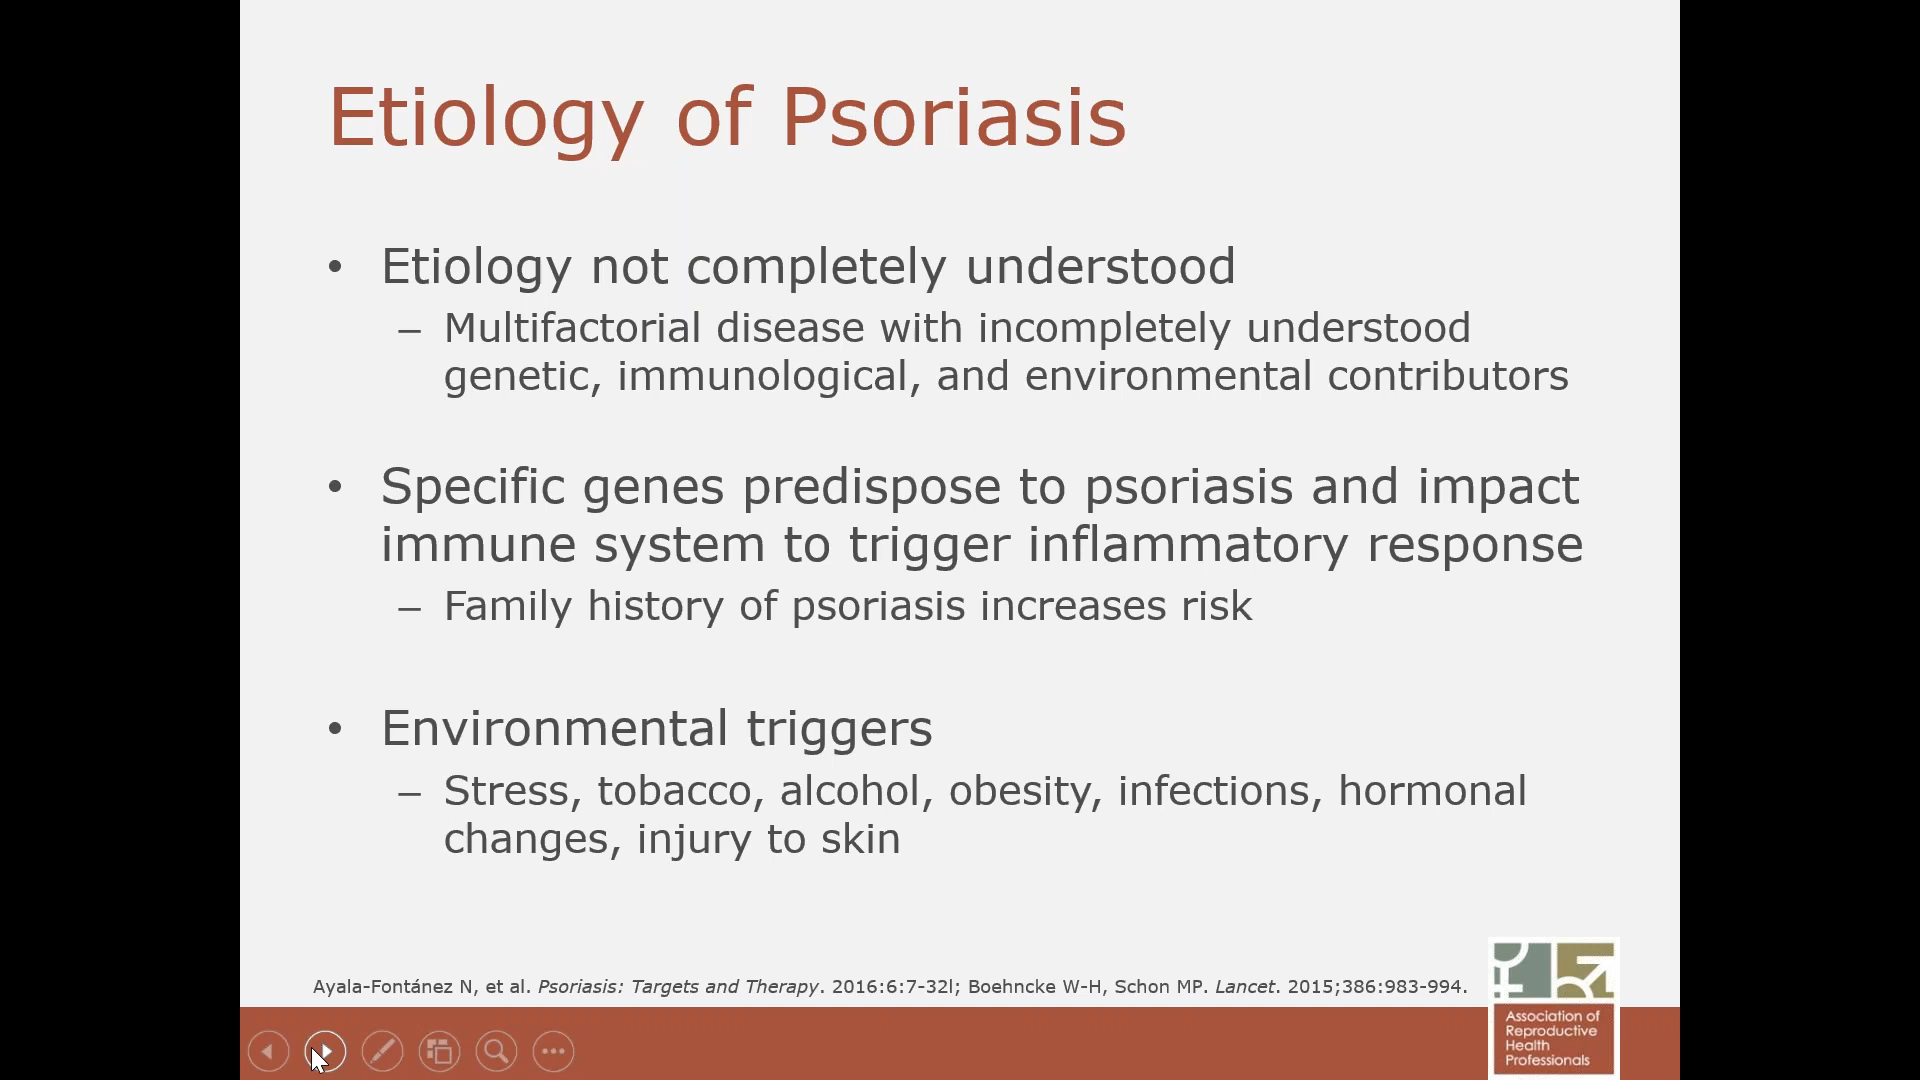 Etiology of Psoriasis
• Etiology not completely understood
– Multifactorial disease with incompletely understood
genetic, immunological, and environmental contributors
• Specific genes predispose to psoriasis and impact
immune system to trigger inflammatory response
– Family history of psoriasis increases risk
• Environmental triggers
– Stress, tobacco, alcohol, obesity, infections, hormonal
changes, injury to skin
Ayala-Fontánez N, et al. Psoriasis: Targets and Therapy. 2016:6:7-32l; Boehncke W-H, Schon MP. Lancet. 2015;386:983-994.
Association of
Reproductive
Health
Professionals